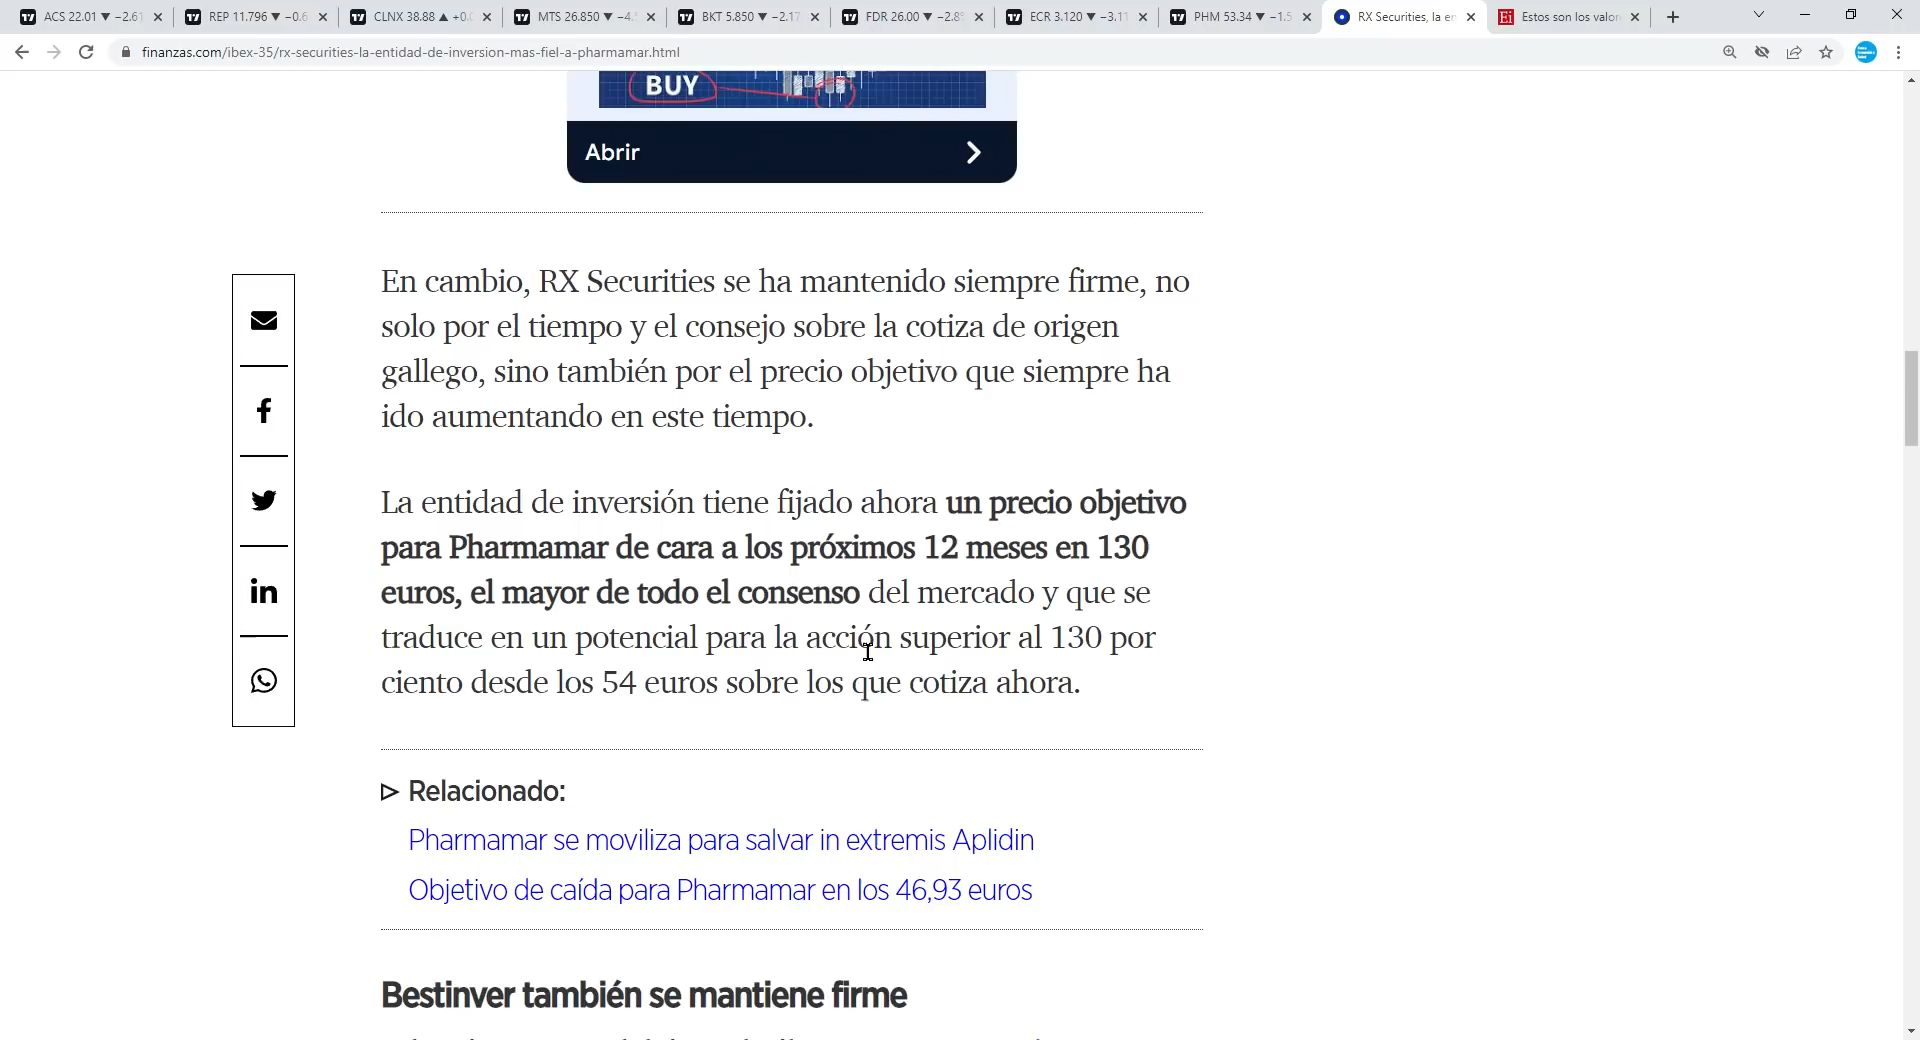 ACS 22.01 ▼ −2.61
REP 11.796 ▼ −0.6
CLNX 38.88 ▲ +0.
MTS 26.850 ▼ −4.
BKT 5.850 ▼ −2.17
FDR 26.00 ▼ −2.8
ECR 3.120 ▼ −3.11
PHM 53.34 ▼ −1.5
RX Securities, la en
Ei Estos son los valor
finanzas.com/ibex-35/rx-securities-la-entidad-de-inversion-mas-fiel-a-pharmamar.html
BUY
Abrir
En cambio, RX Securities se ha mantenido siempre firme, no
solo por el tiempo y el consejo sobre la cotiza de origen
gallego, sino también por el precio objetivo que siempre ha
ido aumentando en este tiempo.
La entidad de inversión tiene fijado ahora un precio objetivo
para Pharmamar de cara a los próximos 12 meses en 130
euros, el mayor de todo el consenso del mercado y que se
traduce en un potencial para la acción superior al 130 por
ciento desde los 54 euros sobre los que cotiza ahora.
Relacionado:
Pharmamar se moviliza para salvar in extremis Aplidin
Objetivo de caída para Pharmamar en los 46,93 euros
Bestinver también se mantiene firme